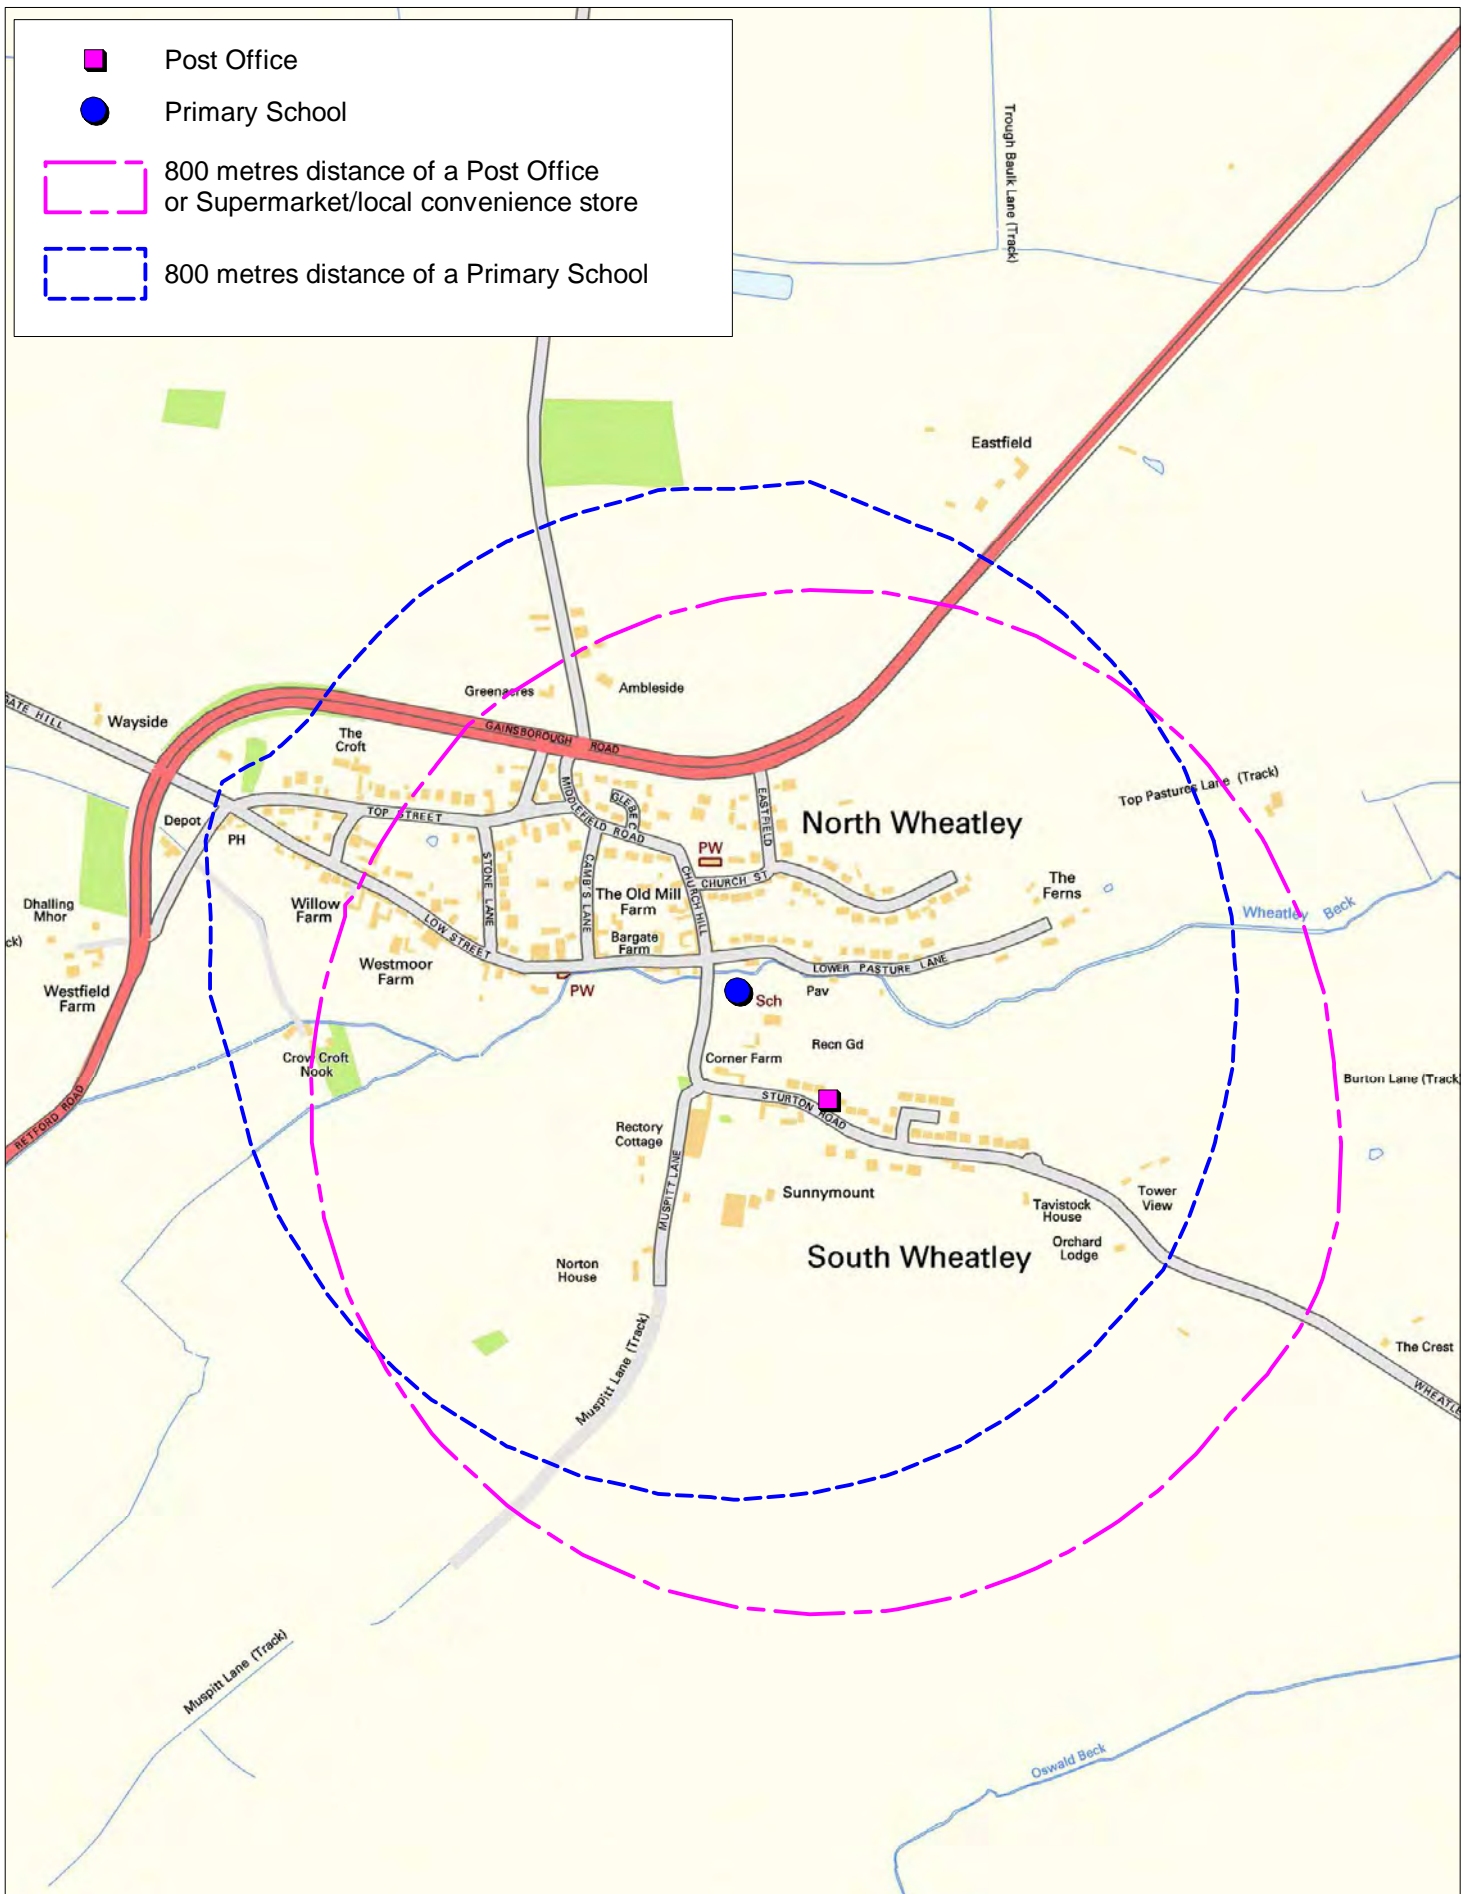 Post Office
Primary School
800 metres distance of a Post Office
or Supermarket/local convenience store
800 metres distance of a Primary School
Trough Baulk Lane (Track)
Eastfield
Greenacres
Ambleside
GATE HILL
Wayside
The
Croft
GAINSBOROUGH ROAD
Top Pastures Lane (Track)
TOP STREET
MIDDLEFIELD ROAD
GLEBE C
EASTFIELD
North Wheatley
Depot
PH
PW
STONE LANE
CAMB'S LANE
CHURCH HILL
CHURCH ST
The
Ferns
The Old Mill
Farm
Willow
Farm
Dhalling
Mhor
Wheatley Beck
LOW STREET
Bargate
Farm
ck)
Westmoor
Farm
LOWER PASTURE LANE
Westfield
Farm
PW
Sch
Pav
Crow Croft
Nook
Corner Farm
Recn Gd
Burton Lane (Track
RETFORD ROAD
STURTON ROAD
Rectory
Cottage
MUSPITT LANE
Sunnymount
Tavistock
House
Tower
View
Orchard
Lodge
Norton
House
South Wheatley
The Crest
WHEATLE
Muspitt Lane (Track)
Muspitt Lane (Track)
Oswald Beck